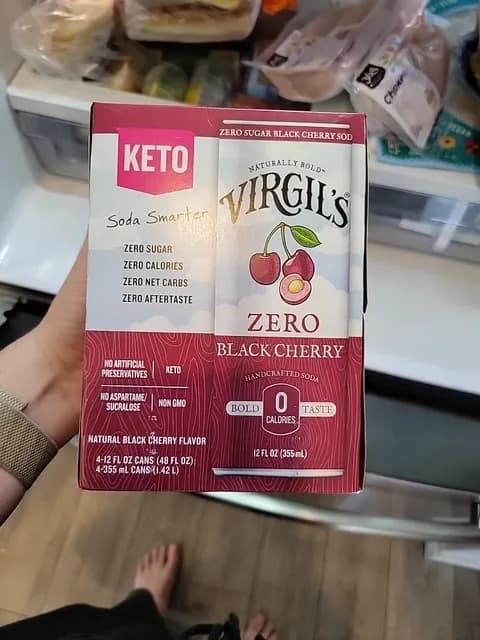 KETO
Soda Smarter
ZERO SUGAR
ZERO CALORIES
ZERO NET CARBS
ZERO AFTERTASTE
NO ARTIFICIAL
PRESERVATIVES
KETO
NO ASPARTAME/
SUCRALOSE
NON GMO
NATURAL BLACK CHERRY FLAVOR
4-12 FL OZ CANS (48 FL OZ);
4-355 mL CANS (1.42 L)
ZERO SUGAR BLACK CHERRY SOD
NATURALLY BOLD™
VIRGIL'S®
ZERO
BLACK CHERRY
HANDCRAFTED SODA
BOLD 0 TASTE
CALORIES
12 FL OZ (355 mL)